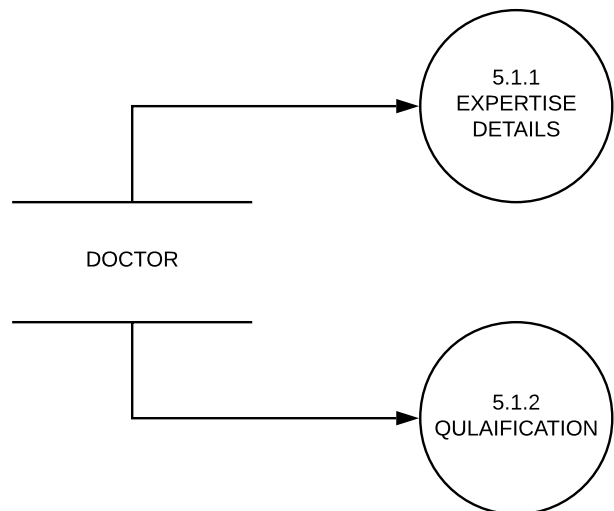 5.1.1
EXPERTISE
DETAILS
DOCTOR
5.1.2
QULAIFICATION